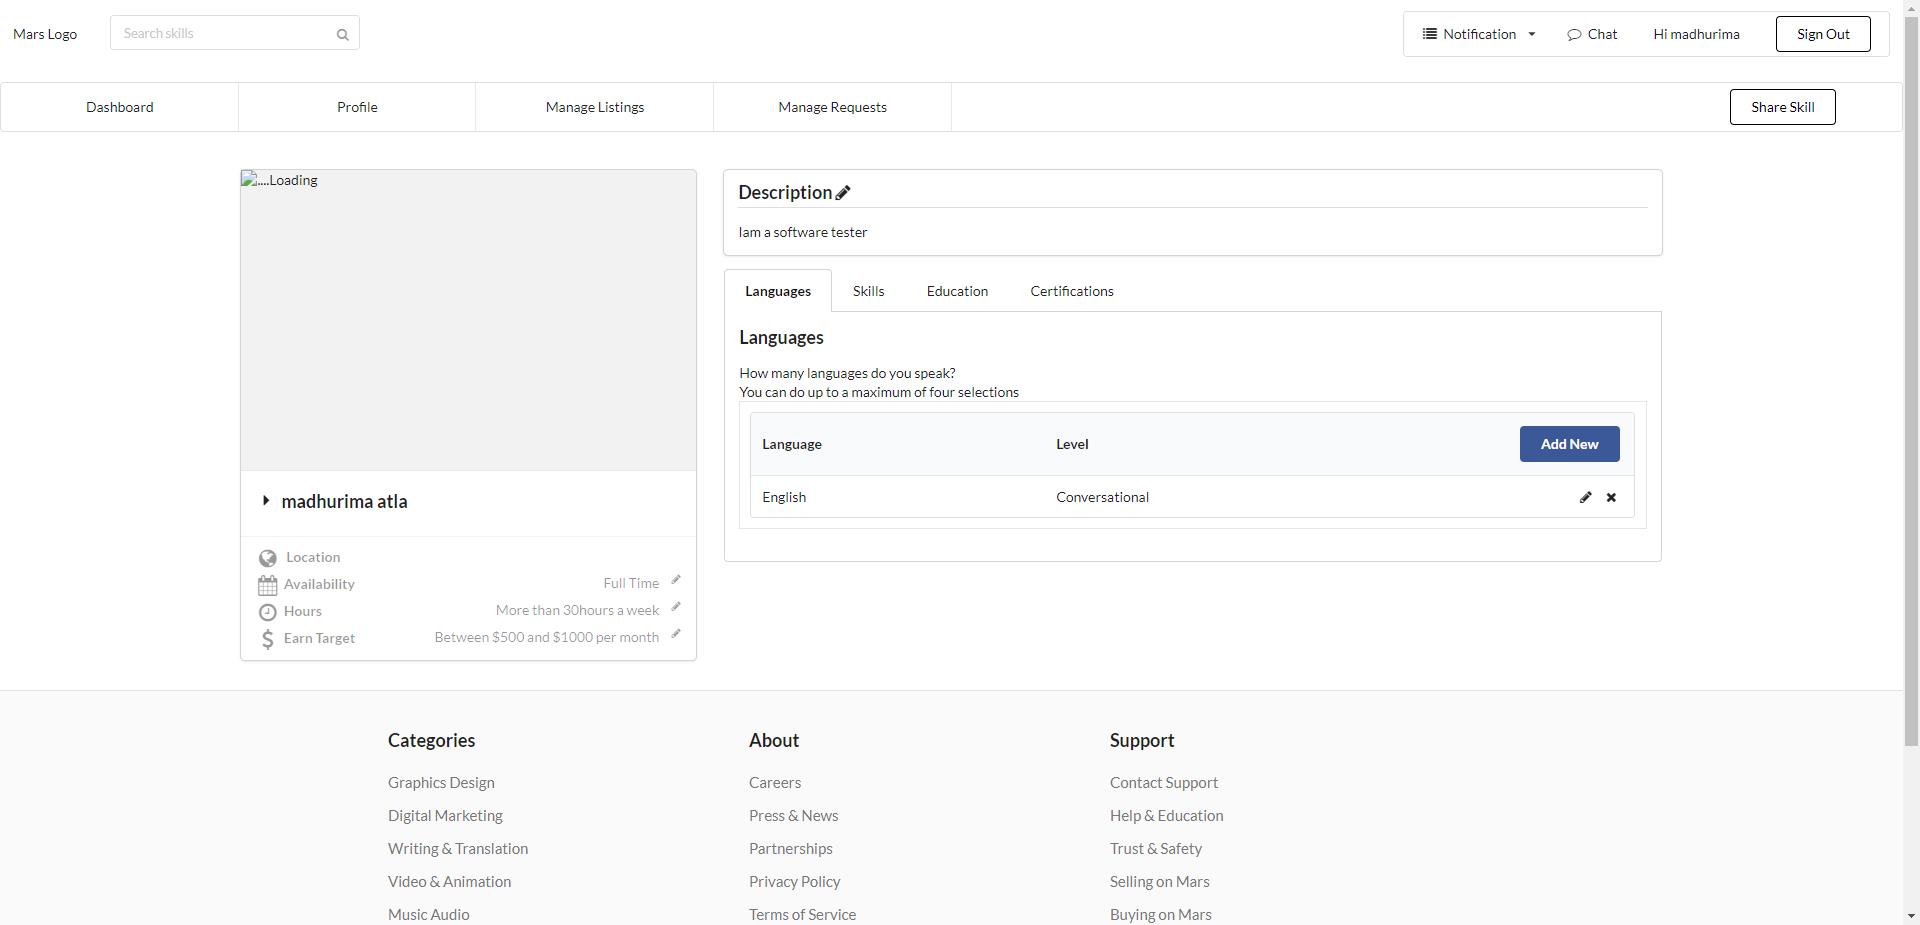 Mars Logo
Search skills
Notification
Chat
Hi madhurima
Sign Out
Dashboard
Profile
Manage Listings
Manage Requests
Share Skill
....Loading
madhurima atla
Location
Availability
Full Time
Hours
More than 30hours a week
Earn Target
Between $500 and $1000 per month
Description
Iam a software tester
Languages
Skills
Education
Certifications
Languages
How many languages do you speak?
You can do up to a maximum of four selections
Language
Level
Add New
English
Conversational
Categories
Graphics Design
Digital Marketing
Writing & Translation
Video & Animation
Music Audio
About
Careers
Press & News
Partnerships
Privacy Policy
Terms of Service
Support
Contact Support
Help & Education
Trust & Safety
Selling on Mars
Buying on Mars